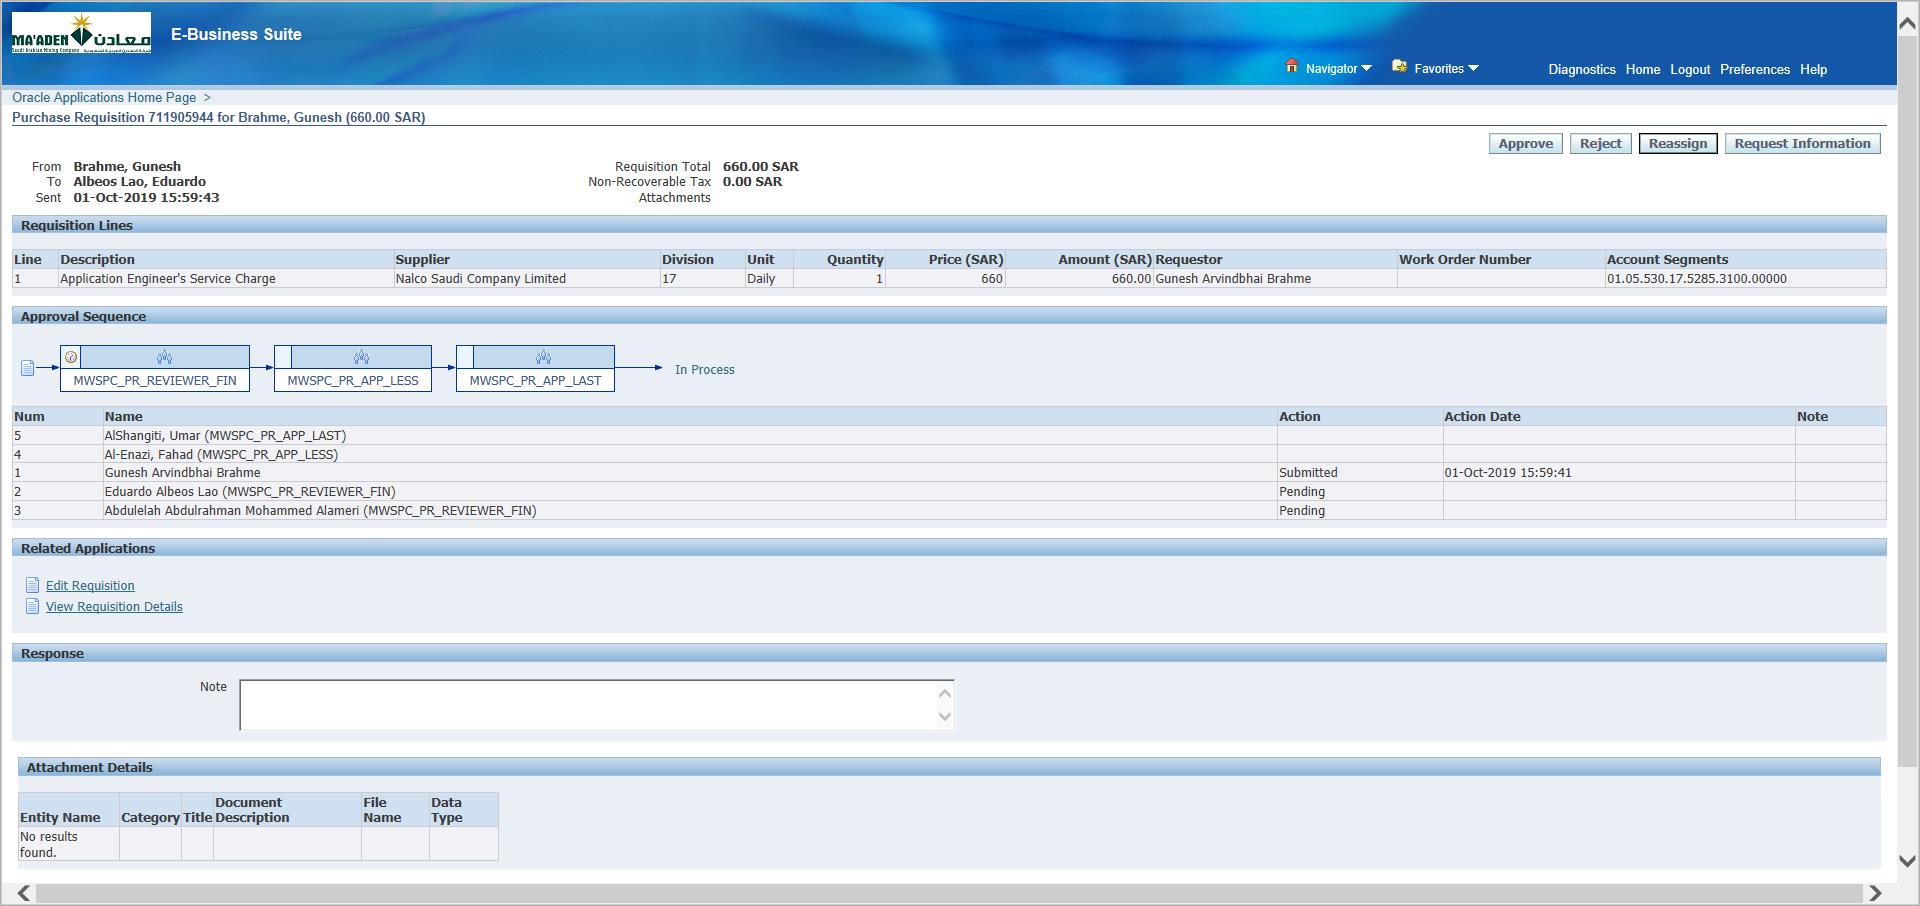 MA'ADEN معادن
Saudi Arabian Mining Company
E-Business Suite
Navigator Favorites Diagnostics Home Logout Preferences Help
Oracle Applications Home Page >
Purchase Requisition 711905944 for Brahme, Gunesh (660.00 SAR)
Approve Reject Reassign Request Information
From Brahme, Gunesh Requisition Total 660.00 SAR
To Albeos Lao, Eduardo Non-Recoverable Tax 0.00 SAR
Sent 01-Oct-2019 15:59:43 Attachments
Requisition Lines
Line Description Supplier Division Unit Quantity Price (SAR) Amount (SAR) Requestor Work Order Number Account Segments
1 Application Engineer's Service Charge Nalco Saudi Company Limited 17 Daily 1 660 660.00 Gunesh Arvindbhai Brahme 01.05.530.17.5285.3100.00000
Approval Sequence
MWSPC_PR_REVIEWER_FIN MWSPC_PR_APP_LESS MWSPC_PR_APP_LAST In Process
Num Name Action Action Date Note
5 AlShangiti, Umar (MWSPC_PR_APP_LAST)
4 Al-Enazi, Fahad (MWSPC_PR_APP_LESS)
1 Gunesh Arvindbhai Brahme Submitted 01-Oct-2019 15:59:41
2 Eduardo Albeos Lao (MWSPC_PR_REVIEWER_FIN) Pending
3 Abdulelah Abdulrahman Mohammed Alameri (MWSPC_PR_REVIEWER_FIN) Pending
Related Applications
Edit Requisition
View Requisition Details
Response
Note
Attachment Details
Entity Name Category Title Document Description File Name Data Type
No results found.